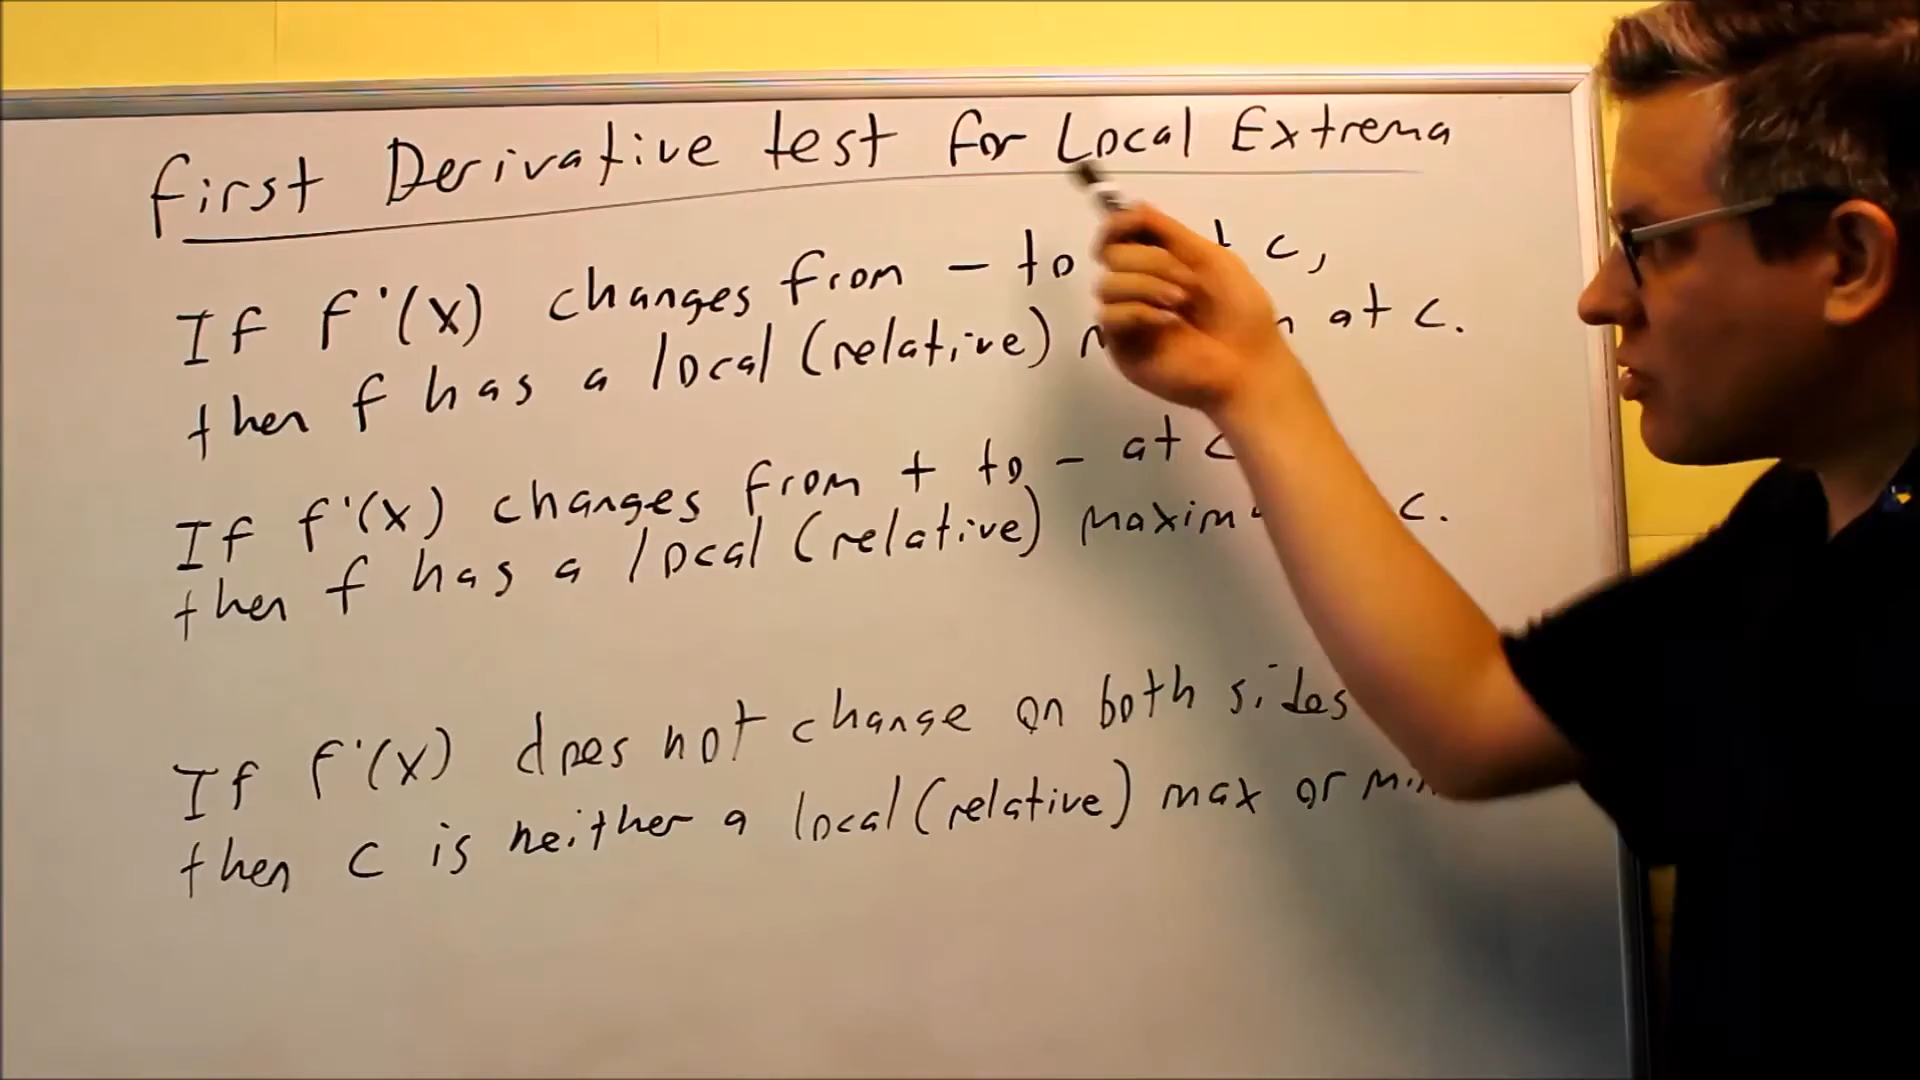 First Derivative test for Local Extrema
If f'(x) changes from - to c,
then f has a local (relative) at c.
If f'(x) changes from + to - at c
then f has a local (relative) c.
If f'(x) does not change on both sides
then c is neither a local (relative) max or min